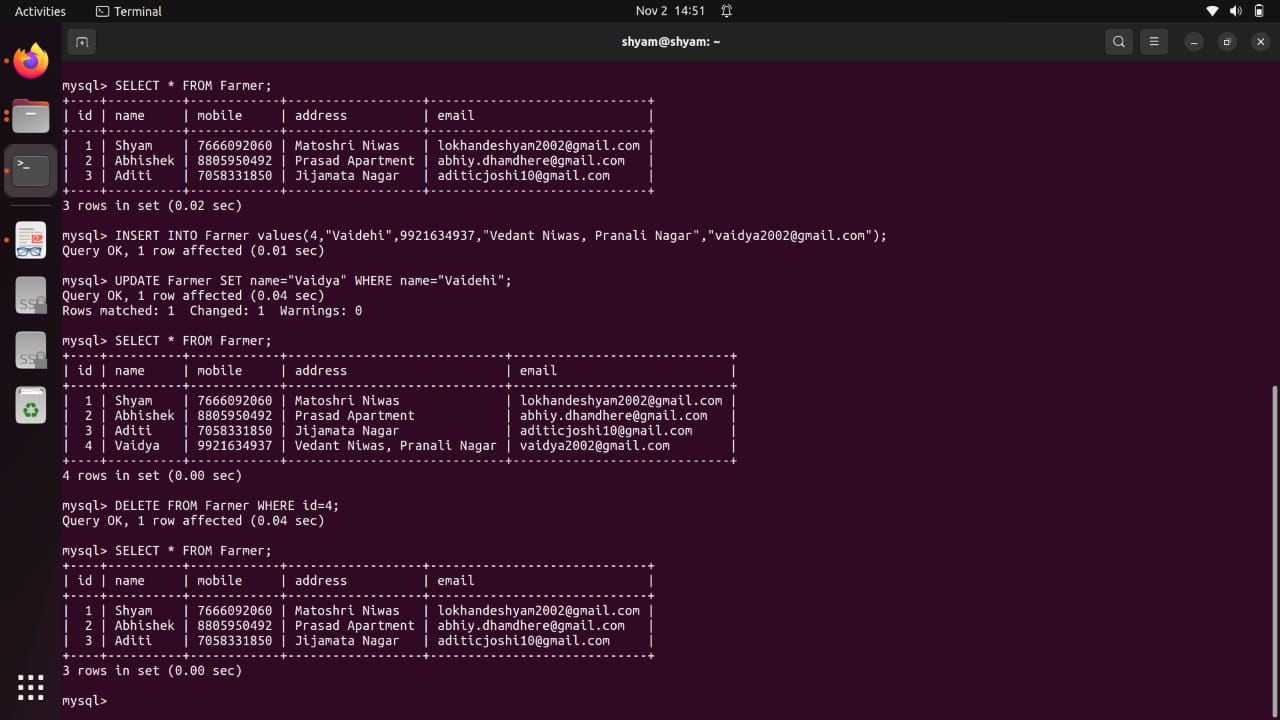 Activities Terminal Nov 2 14:51
shyam@shyam: ~
mysql> SELECT * FROM Farmer;
+----+----------+------------+------------------+-----------------------------+
| id | name     | mobile     | address          | email                       |
+----+----------+------------+------------------+-----------------------------+
|  1 | Shyam    | 7666092060 | Matoshri Niwas   | lokhandeshyam2002@gmail.com |
|  2 | Abhishek | 8805950492 | Prasad Apartment | abhiy.dhamdhere@gmail.com   |
|  3 | Aditi    | 7058331850 | Jijamata Nagar   | aditicjoshi10@gmail.com     |
+----+----------+------------+------------------+-----------------------------+
3 rows in set (0.02 sec)
mysql> INSERT INTO Farmer values(4,"Vaidehi",9921634937,"Vedant Niwas, Pranali Nagar","vaidya2002@gmail.com");
Query OK, 1 row affected (0.01 sec)
mysql> UPDATE Farmer SET name="Vaidya" WHERE name="Vaidehi";
Query OK, 1 row affected (0.04 sec)
Rows matched: 1  Changed: 1  Warnings: 0
mysql> SELECT * FROM Farmer;
+----+----------+------------+-----------------------------+-----------------------------+
| id | name     | mobile     | address                     | email                       |
+----+----------+------------+-----------------------------+-----------------------------+
|  1 | Shyam    | 7666092060 | Matoshri Niwas              | lokhandeshyam2002@gmail.com |
|  2 | Abhishek | 8805950492 | Prasad Apartment            | abhiy.dhamdhere@gmail.com   |
|  3 | Aditi    | 7058331850 | Jijamata Nagar              | aditicjoshi10@gmail.com     |
|  4 | Vaidya   | 9921634937 | Vedant Niwas, Pranali Nagar | vaidya2002@gmail.com        |
+----+----------+------------+-----------------------------+-----------------------------+
4 rows in set (0.00 sec)
mysql> DELETE FROM Farmer WHERE id=4;
Query OK, 1 row affected (0.04 sec)
mysql> SELECT * FROM Farmer;
+----+----------+------------+------------------+-----------------------------+
| id | name     | mobile     | address          | email                       |
+----+----------+------------+------------------+-----------------------------+
|  1 | Shyam    | 7666092060 | Matoshri Niwas   | lokhandeshyam2002@gmail.com |
|  2 | Abhishek | 8805950492 | Prasad Apartment | abhiy.dhamdhere@gmail.com   |
|  3 | Aditi    | 7058331850 | Jijamata Nagar   | aditicjoshi10@gmail.com     |
+----+----------+------------+------------------+-----------------------------+
3 rows in set (0.00 sec)
mysql>